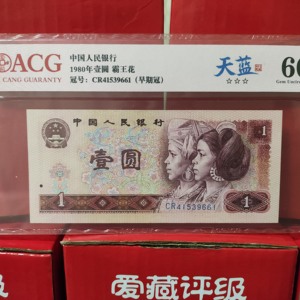 ACG
CANG GUARANTY
中国人民银行
1980年壹圆 霸王花
冠号：CR41539661（早期冠）
天蓝
☆☆☆
66
中国人民银行
1
壹圆
1
1
CR41539661
爱藏评级